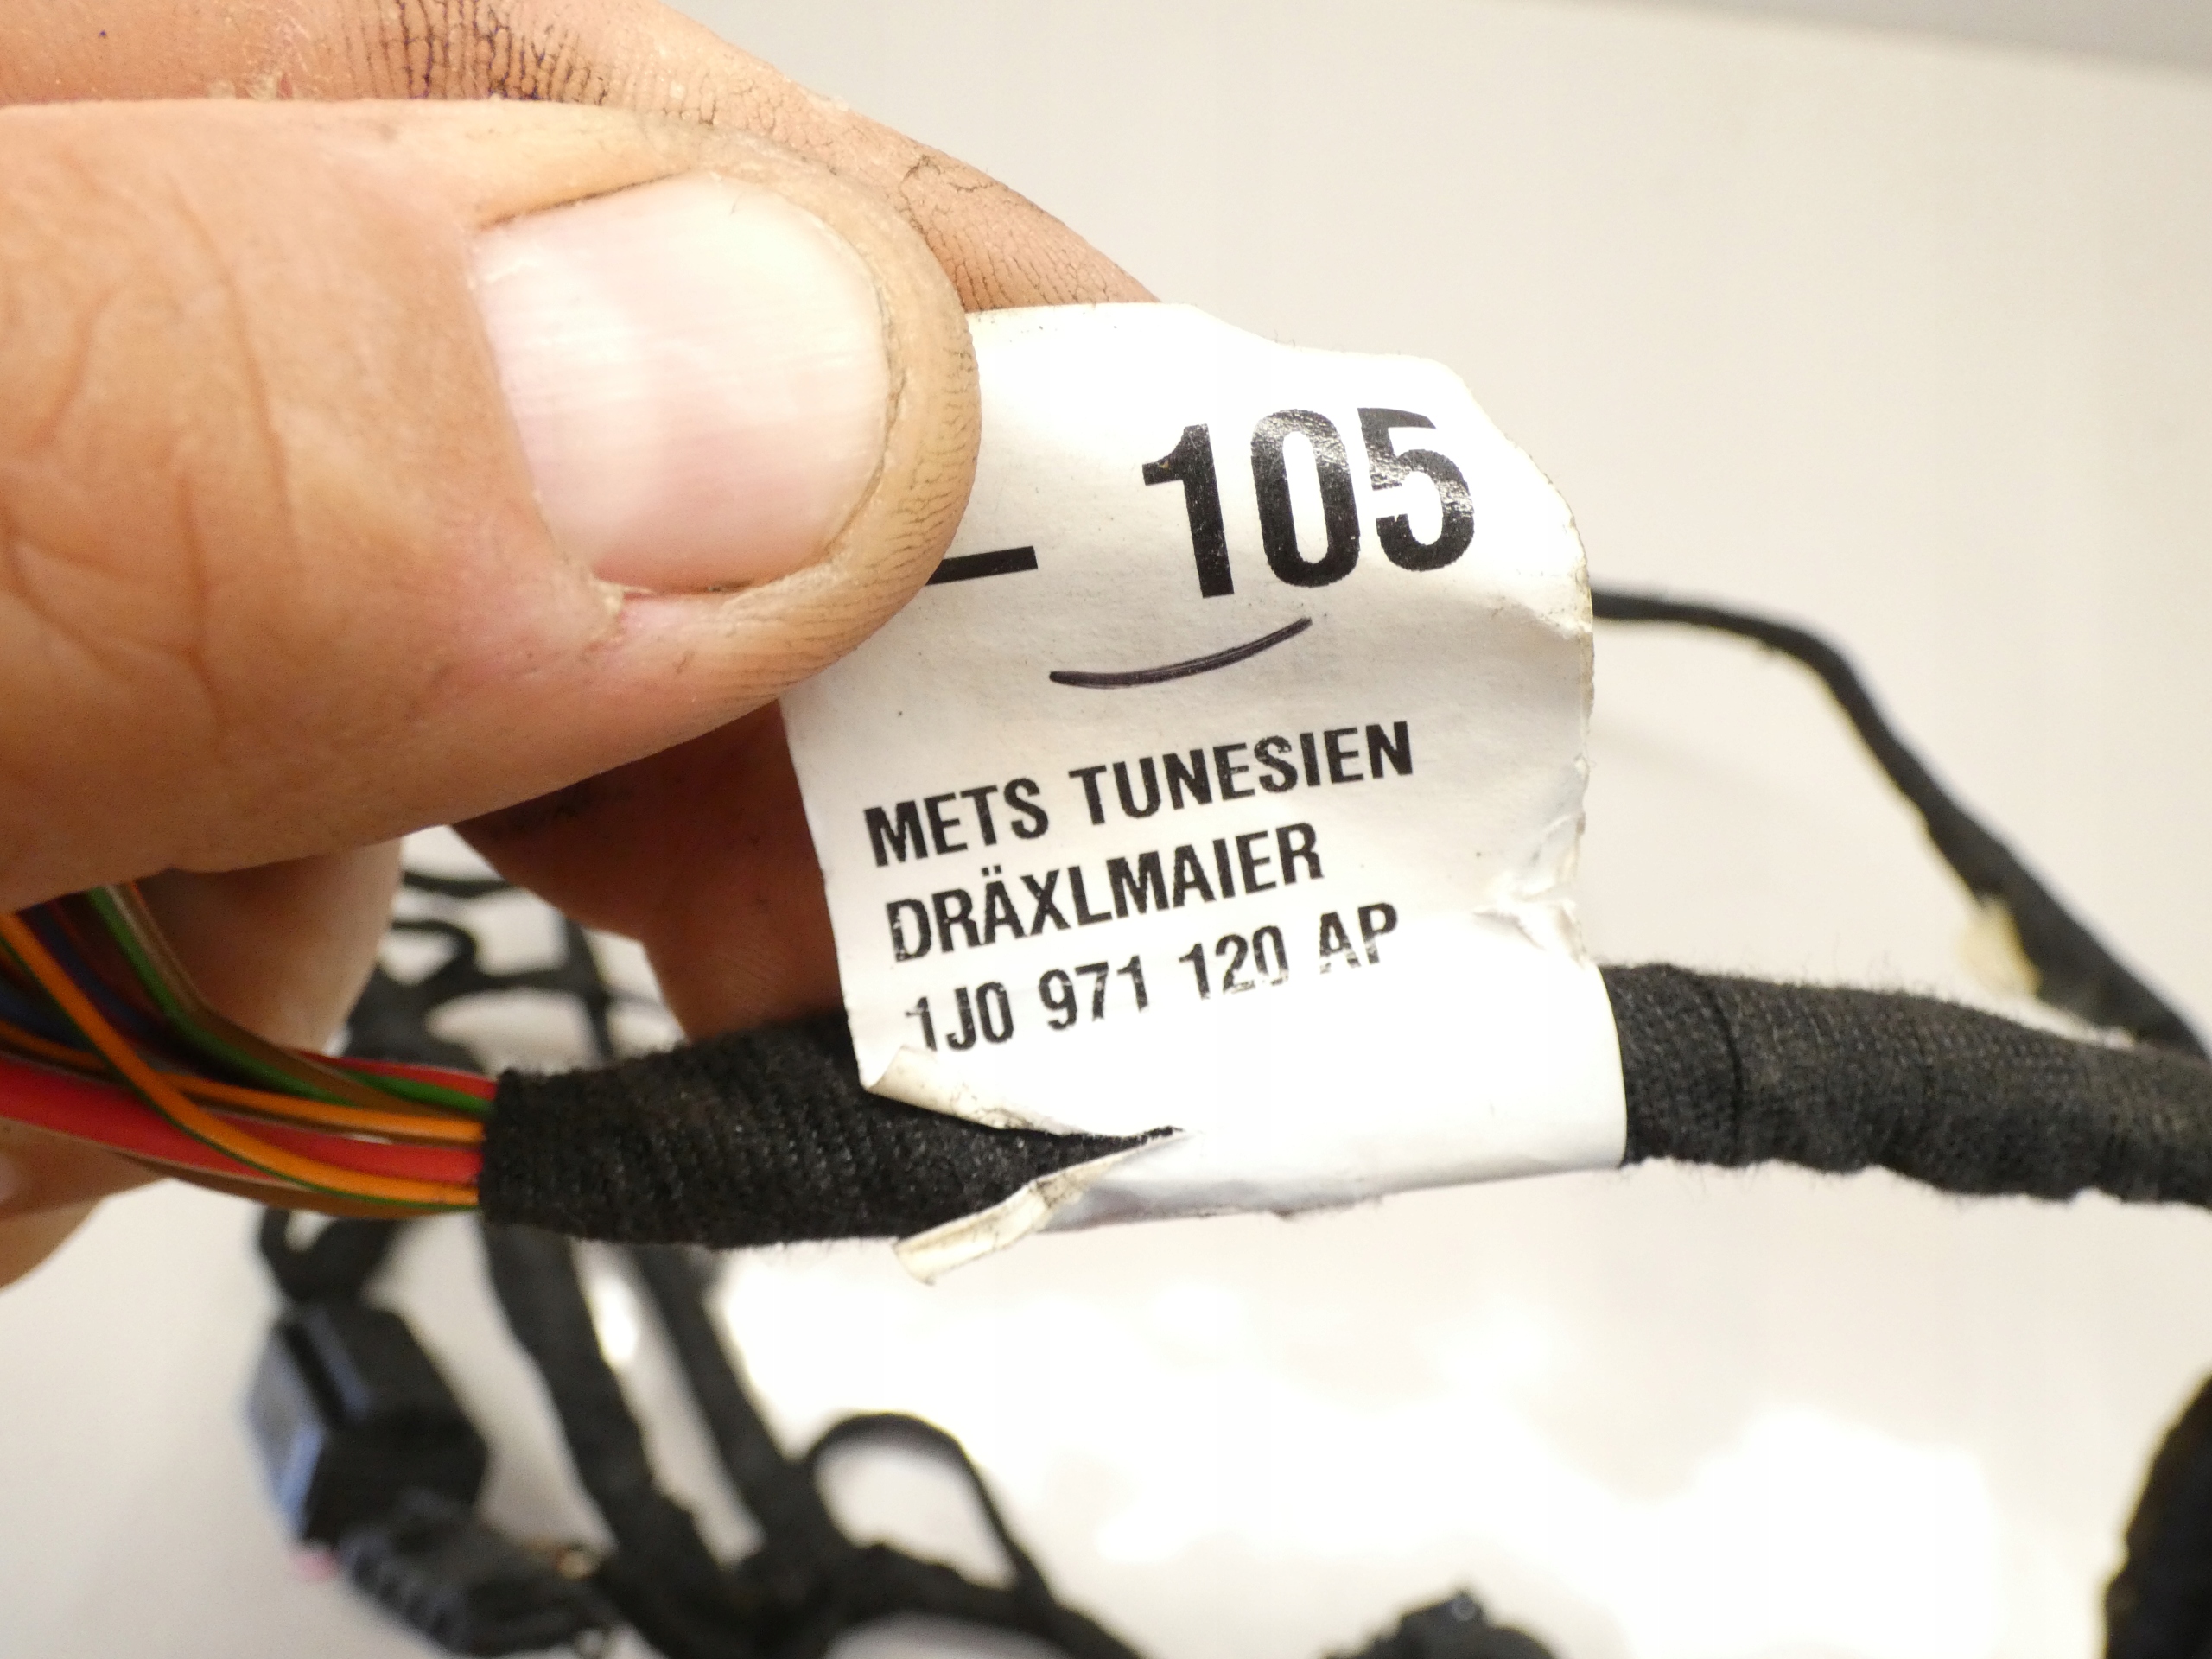 – 105
METS TUNESIEN
DRÄXLMAIER
1J0 971 120 AP